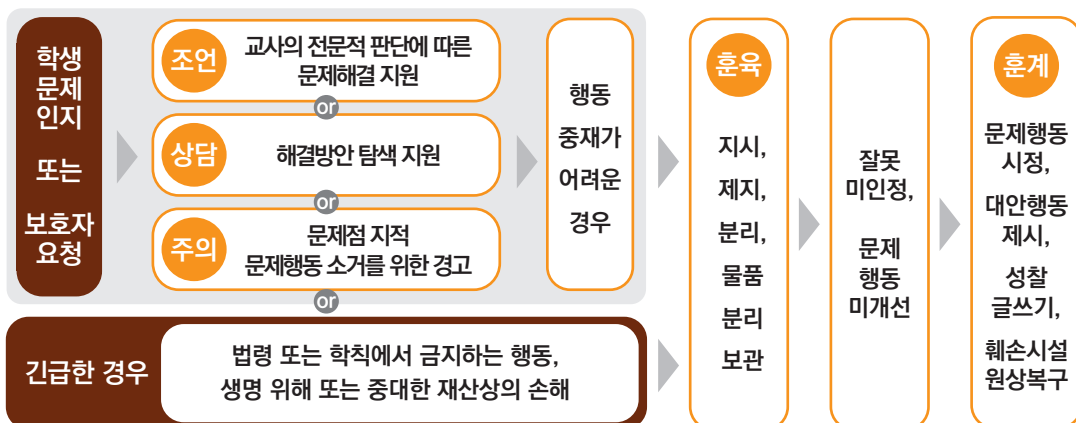 학생
문제
인지
또는
보호자
요청
조언
교사의 전문적 판단에 따른
문제해결 지원
or
상담
해결방안 탐색 지원
or
주의
문제점 지적
문제행동 소거를 위한 경고
행동
중재가
어려운
경우
or
긴급한 경우
법령 또는 학칙에서 금지하는 행동,
생명 위해 또는 중대한 재산상의 손해
훈육
지시,
제지,
분리,
물품
분리
보관
잘못
미인정,
문제
행동
미개선
훈계
문제행동
시정,
대안행동
제시,
성찰
글쓰기,
훼손시설
원상복구